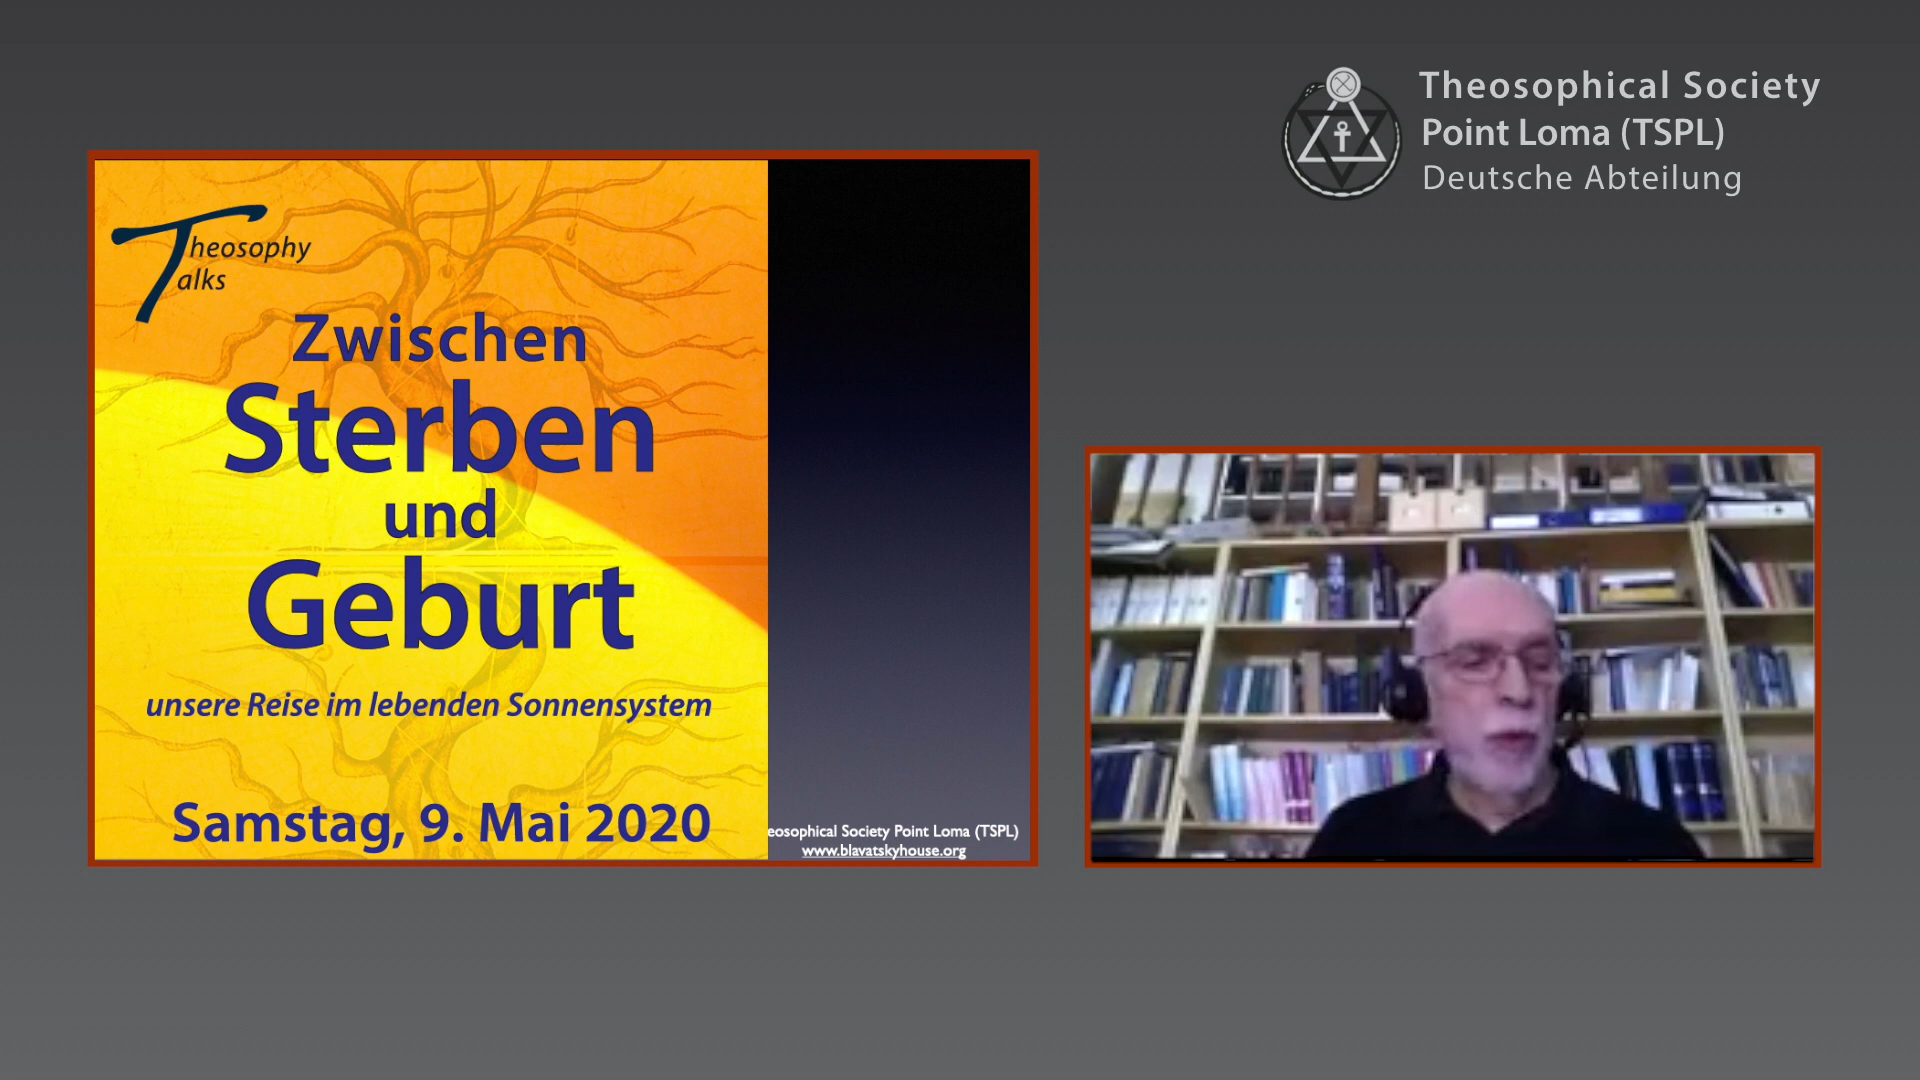 Theosophical Society
Point Loma (TSPL)
Deutsche Abteilung
Theosophy
Talks
Zwischen
Sterben
und
Geburt
unsere Reise im lebenden Sonnensystem
Samstag, 9. Mai 2020
eosophical Society Point Loma (TSPL)
www.blavatskyhouse.org